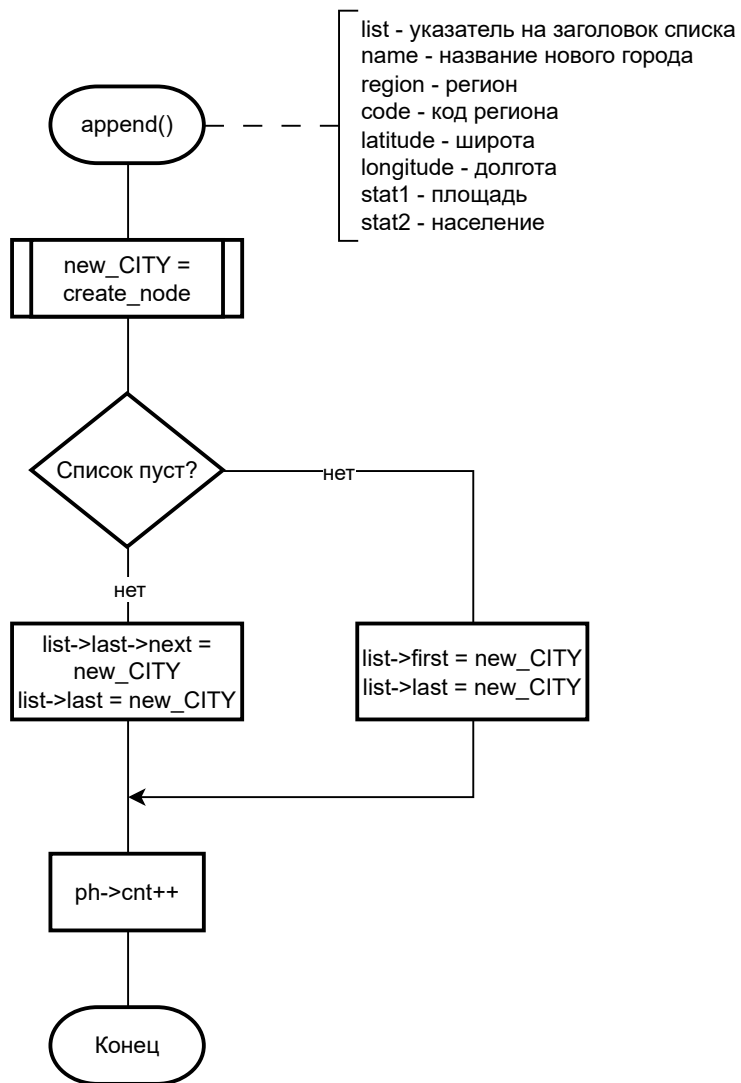 list - указатель на заголовок списка
name - название нового города
region - регион
code - код региона
latitude - широта
longitude - долгота
stat1 - площадь
stat2 - население
append()
new_CITY =
create_node
Список пуст?
нет
нет
list->last->next =
new_CITY
list->last = new_CITY
list->first = new_CITY
list->last = new_CITY
ph->cnt++
Конец